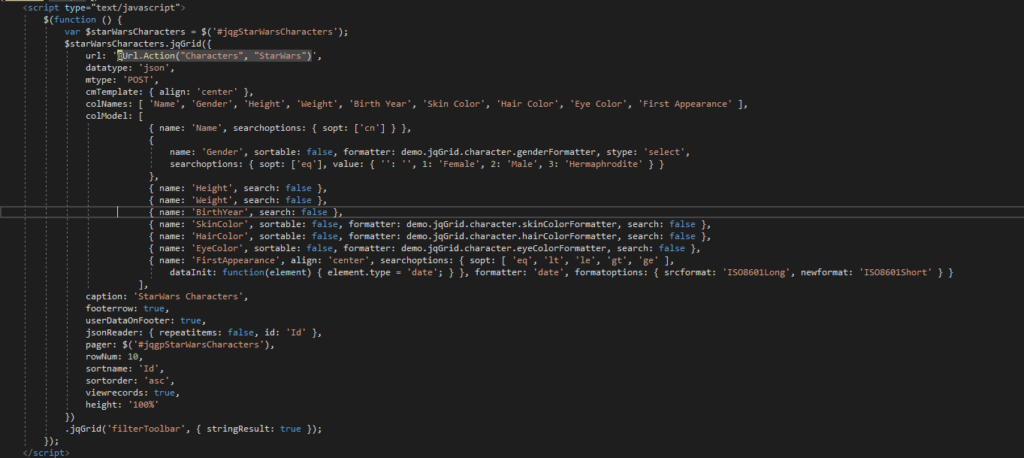 <script type="text/javascript">
$(function () {
var $starWarsCharacters = $('#jqgStarWarsCharacters');
$starWarsCharacters.jqGrid({
url: '@Url.Action("Characters", "StarWars")',
datatype: 'json',
mtype: 'POST',
cmTemplate: { align: 'center' },
colNames: [ 'Name', 'Gender', 'Height', 'Weight', 'Birth Year', 'Skin Color', 'Hair Color', 'Eye Color', 'First Appearance' ],
colModel: [
{ name: 'Name', searchoptions: { sopt: ['cn'] } },
{
name: 'Gender', sortable: false, formatter: demo.jqGrid.character.genderFormatter, stype: 'select',
searchoptions: { sopt: ['eq'], value: { '': '', 1: 'Female', 2: 'Male', 3: 'Hermaphrodite' } }
},
{ name: 'Height', search: false },
{ name: 'Weight', search: false },
{ name: 'BirthYear', search: false },
{ name: 'SkinColor', sortable: false, formatter: demo.jqGrid.character.skinColorFormatter, search: false },
{ name: 'HairColor', sortable: false, formatter: demo.jqGrid.character.hairColorFormatter, search: false },
{ name: 'EyeColor', sortable: false, formatter: demo.jqGrid.character.eyeColorFormatter, search: false },
{ name: 'FirstAppearance', align: 'center', searchoptions: { sopt: [ 'eq', 'lt', 'le', 'gt', 'ge' ],
dataInit: function(element) { element.type = 'date'; } }, formatter: 'date', formatoptions: { srcformat: 'ISO8601Long', newformat: 'ISO8601Short' } }
],
caption: 'StarWars Characters',
footerrow: true,
userDataOnFooter: true,
jsonReader: { repeatitems: false, id: 'Id' },
pager: $('#jqgpStarWarsCharacters'),
rowNum: 10,
sortname: 'Id',
sortorder: 'asc',
viewrecords: true,
height: '100%'
})
.jqGrid('filterToolbar', { stringResult: true });
});
</script>